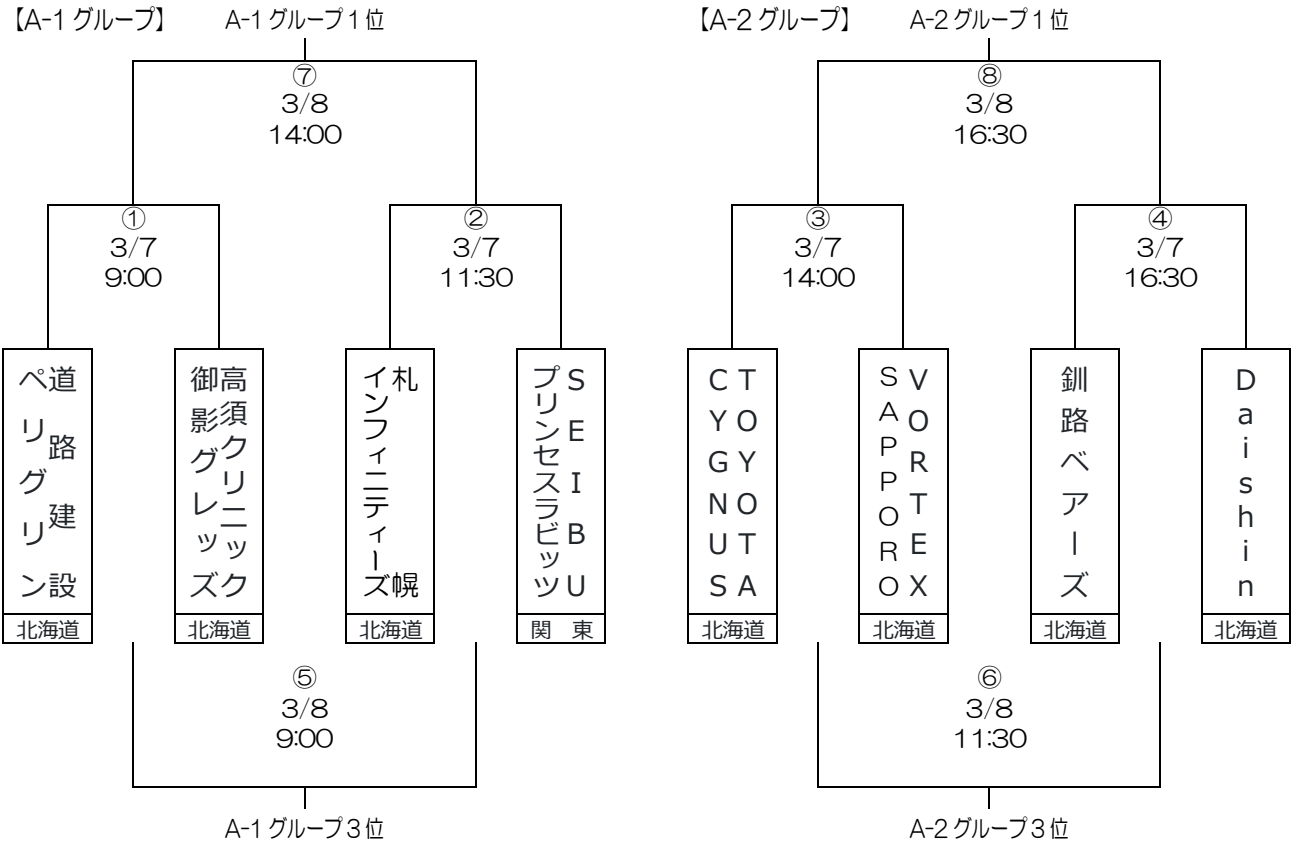 【A-1グループ】
A-1グループ1位
⑦
3/8
14:00
①
3/7
9:00
②
3/7
11:30
道路建設
ペリグリン
北海道
高須クリニック
御影グレッズ
北海道
札幌
インフィニティーズ
北海道
SEIBU
プリンセスラビッツ
関東
⑤
3/8
9:00
A-1グループ3位
【A-2グループ】
A-2グループ1位
⑧
3/8
16:30
③
3/7
14:00
④
3/7
16:30
TOYOTA
CYGNUS
北海道
VORTEX
SAPPORO
北海道
釧路ベアーズ
北海道
Daishin
北海道
⑥
3/8
11:30
A-2グループ3位